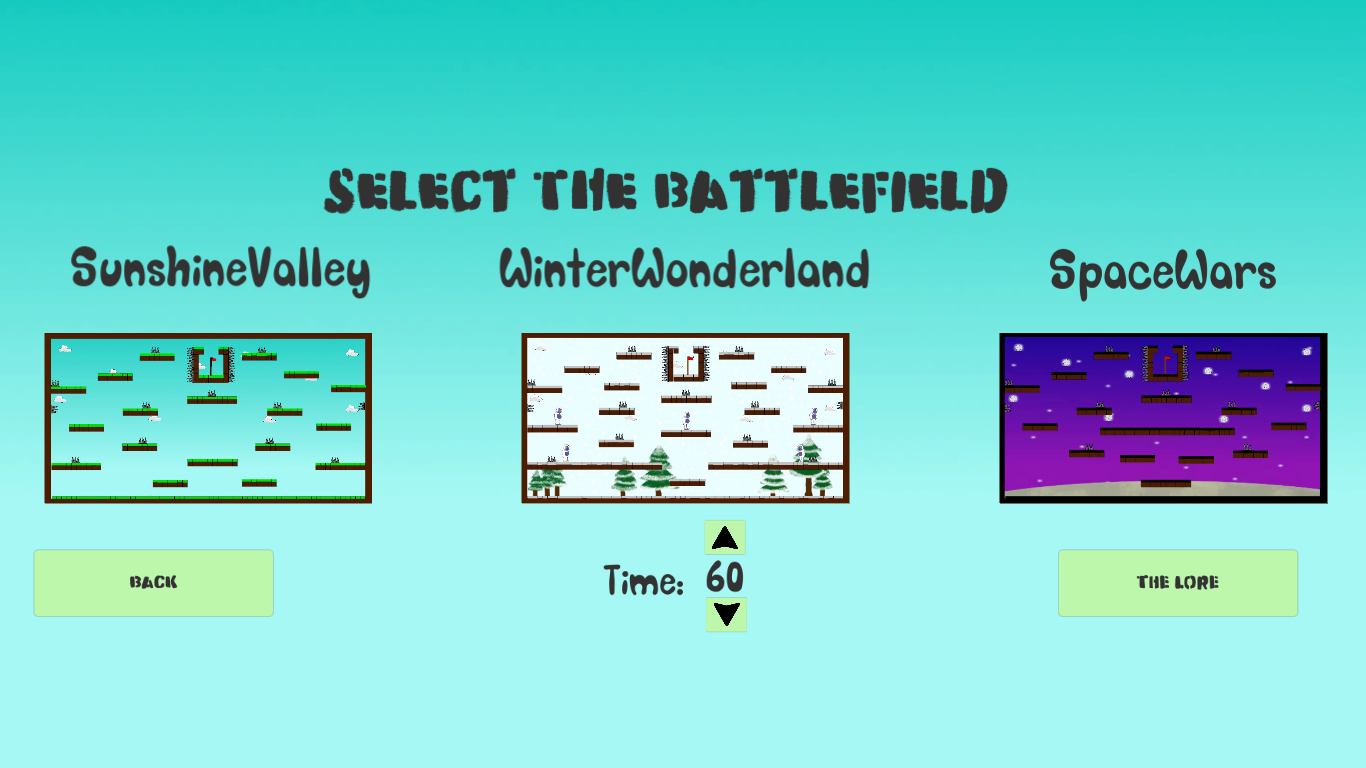 SELECT THE BATTLEFIELD
SunshineValley WinterWonderland SpaceWars
BACK
Time: 60
THE LORE